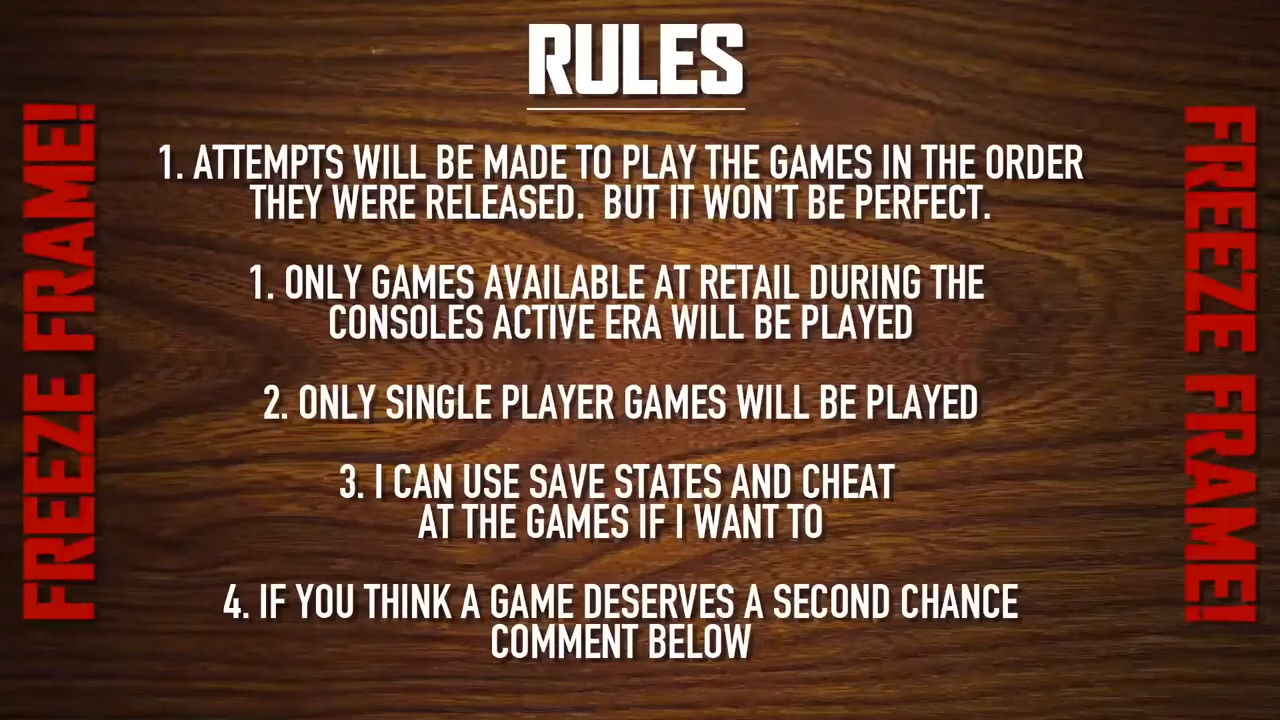 RULES
FREEZE FRAME!
1. ATTEMPTS WILL BE MADE TO PLAY THE GAMES IN THE ORDER
THEY WERE RELEASED.  BUT IT WON'T BE PERFECT.
1. ONLY GAMES AVAILABLE AT RETAIL DURING THE
CONSOLES ACTIVE ERA WILL BE PLAYED
2. ONLY SINGLE PLAYER GAMES WILL BE PLAYED
3. I CAN USE SAVE STATES AND CHEAT
AT THE GAMES IF I WANT TO
4. IF YOU THINK A GAME DESERVES A SECOND CHANCE
COMMENT BELOW
FREEZE FRAME!